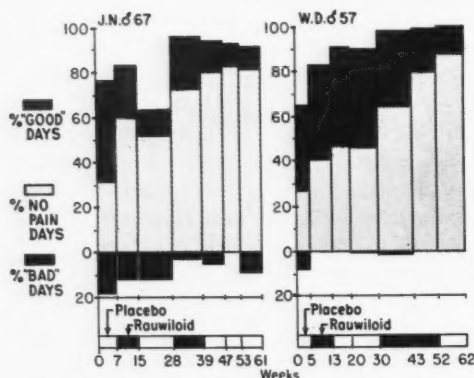 J.N.♂67
W.D.♂57
100
80
60
40
20
0
20
100
80
60
40
20
0
20
%"GOOD" DAYS
% NO PAIN DAYS
%"BAD" DAYS
Placebo
Rauwiloid
Placebo
Rauwiloid
0 7 15 28 39 47 53 61
0 5 13 20 30 43 52 62
Weeks